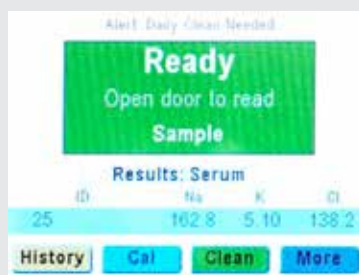 Alert: Daily Clean Needed
Ready
Open door to read
Sample
Results: Serum
ID Na K Cl
25 162.8 5.10 138.2
History Cal Clean More